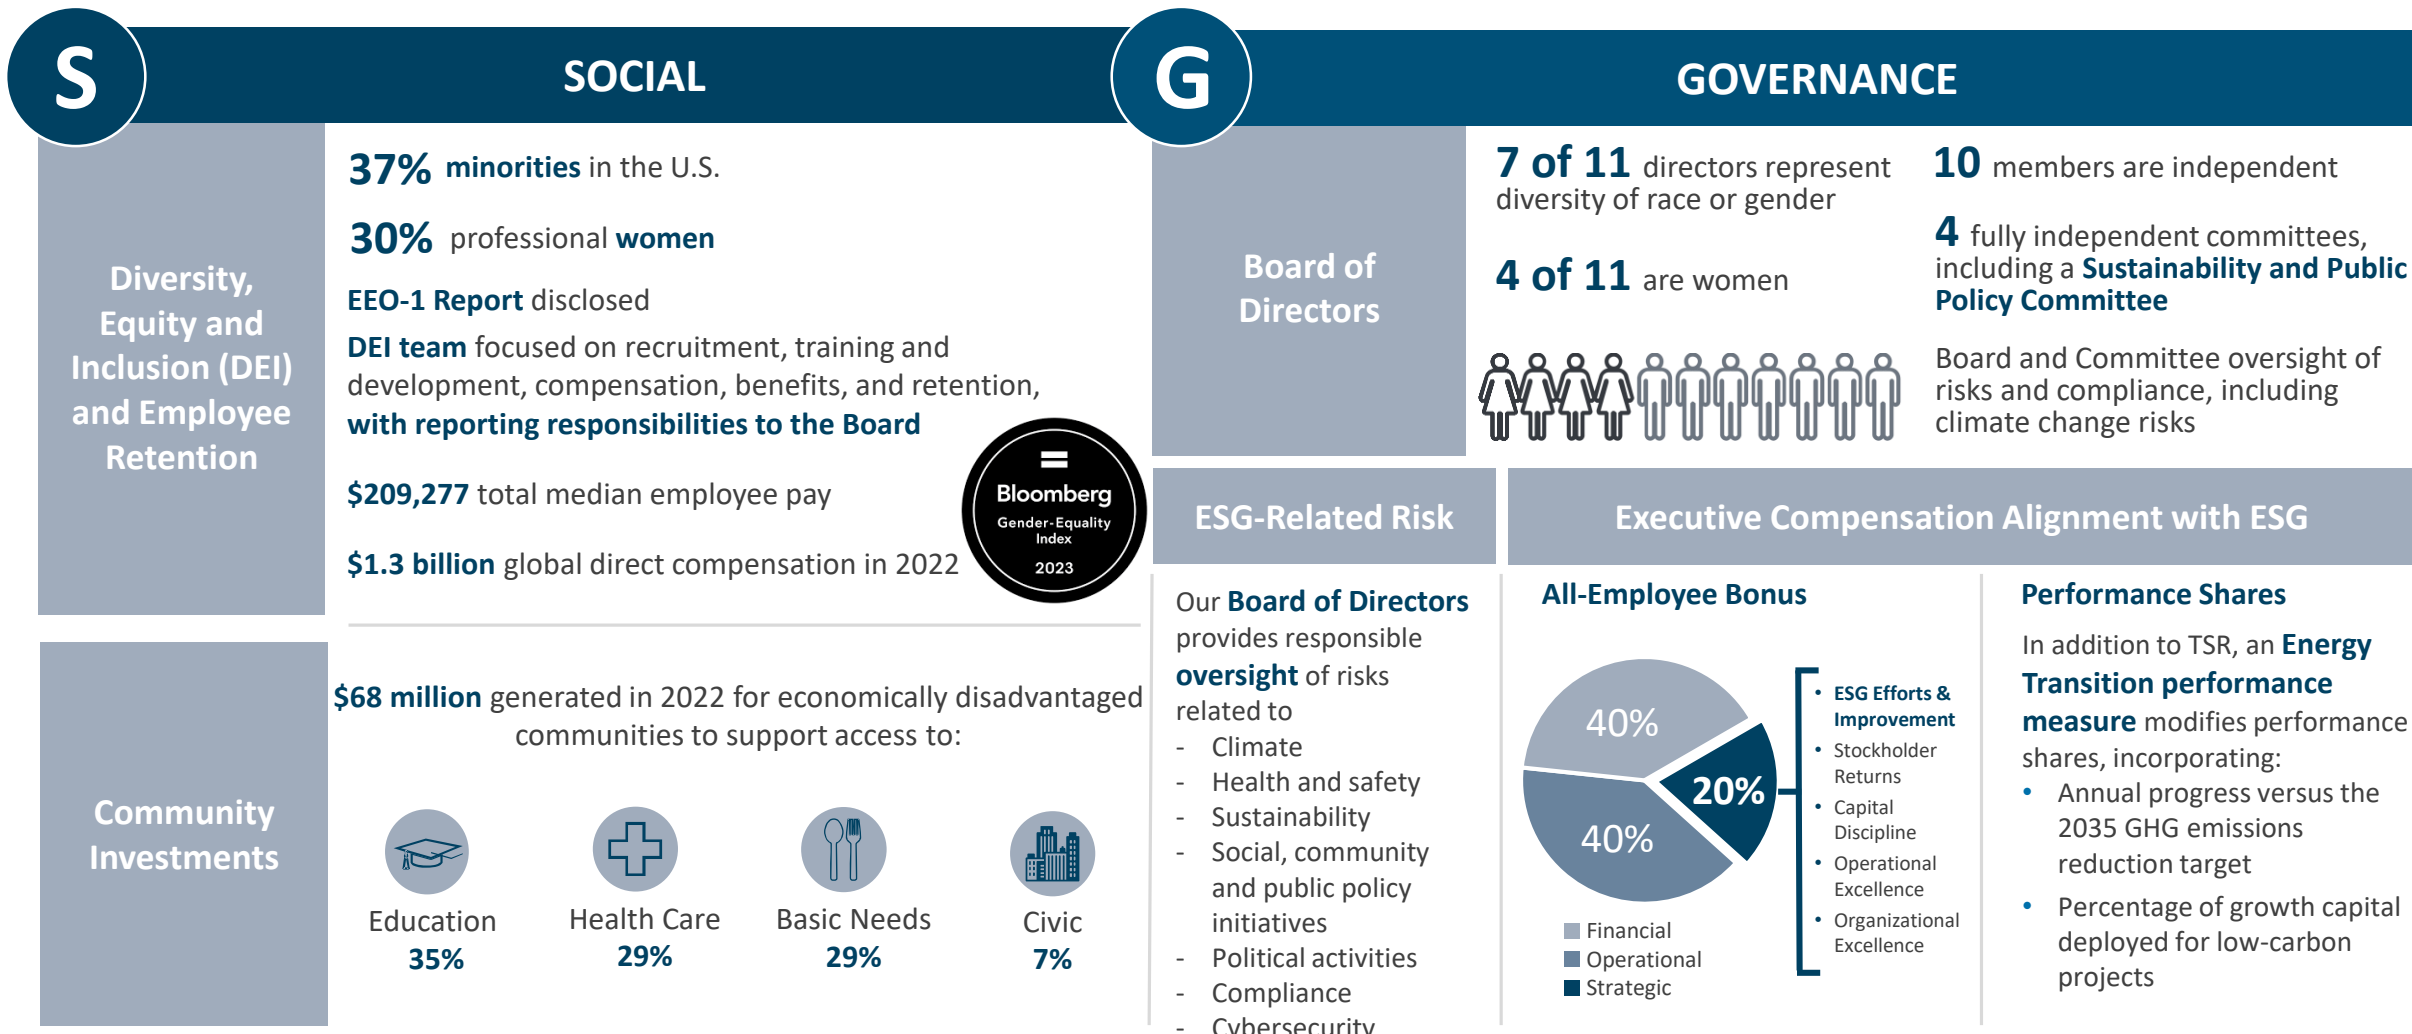 S
SOCIAL
Diversity,
Equity and
Inclusion (DEI)
and Employee
Retention
37% minorities in the U.S.
30% professional women
EEO-1 Report disclosed
DEI team focused on recruitment, training and
development, compensation, benefits, and retention,
with reporting responsibilities to the Board
$209,277 total median employee pay
$1.3 billion global direct compensation in 2022
Bloomberg
Gender-Equality
Index
2023
Community
Investments
$68 million generated in 2022 for economically disadvantaged
communities to support access to:
Education
35%
Health Care
29%
Basic Needs
29%
Civic
7%
G
GOVERNANCE
Board of
Directors
7 of 11 directors represent
diversity of race or gender
4 of 11 are women
10 members are independent
4 fully independent committees,
including a Sustainability and Public
Policy Committee
Board and Committee oversight of
risks and compliance, including
climate change risks
ESG-Related Risk
Our Board of Directors
provides responsible
oversight of risks
related to
- Climate
- Health and safety
- Sustainability
- Social, community
and public policy
initiatives
- Political activities
- Compliance
- Cybersecurity
Executive Compensation Alignment with ESG
All-Employee Bonus
40%
40%
20%
Financial
Operational
Strategic
• ESG Efforts &
Improvement
• Stockholder
Returns
• Capital
Discipline
• Operational
Excellence
• Organizational
Excellence
Performance Shares
In addition to TSR, an Energy
Transition performance
measure modifies performance
shares, incorporating:
• Annual progress versus the
2035 GHG emissions
reduction target
• Percentage of growth capital
deployed for low-carbon
projects